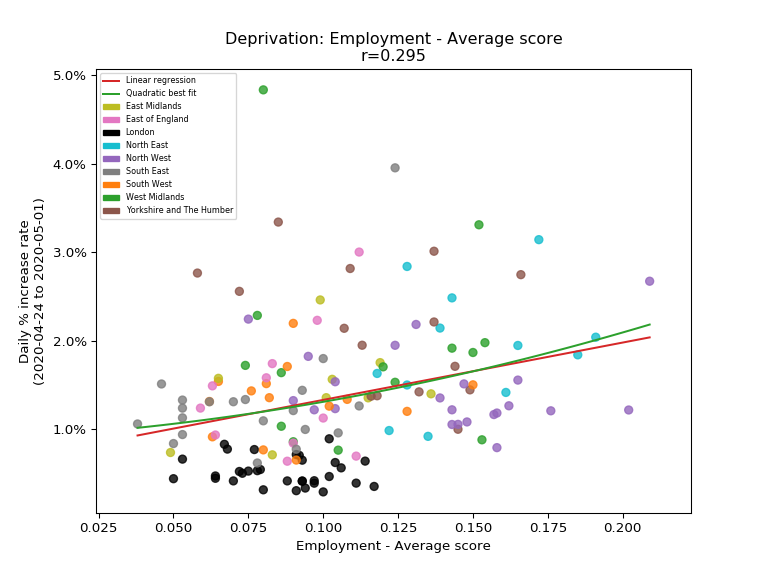 Deprivation: Employment - Average score
r=0.295
5.0%
4.0%
3.0%
2.0%
1.0%
Daily % increase rate
(2020-04-24 to 2020-05-01)
Linear regression
Quadratic best fit
East Midlands
East of England
London
North East
North West
South East
South West
West Midlands
Yorkshire and The Humber
0.025
0.050
0.075
0.100
0.125
0.150
0.175
0.200
Employment - Average score